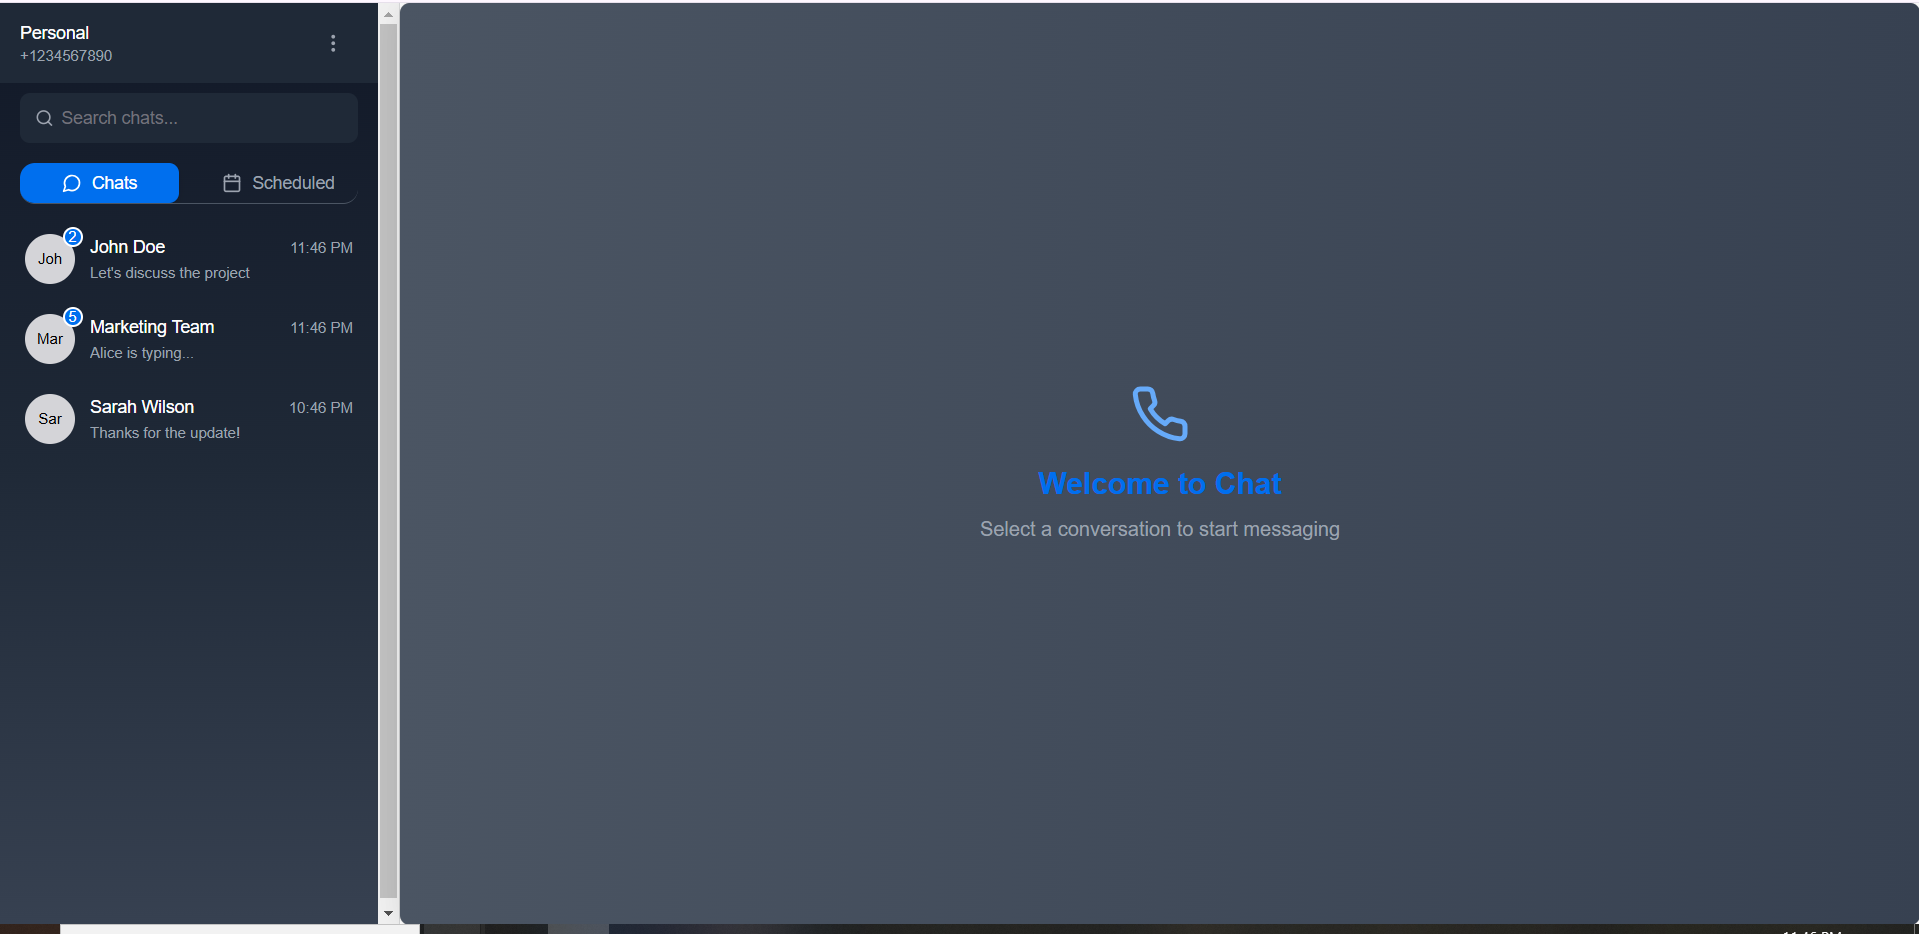 Personal
+1234567890
Search chats...
Chats
Scheduled
Joh
2
John Doe
11:46 PM
Let's discuss the project
Mar
5
Marketing Team
11:46 PM
Alice is typing...
Sar
Sarah Wilson
10:46 PM
Thanks for the update!
Welcome to Chat
Select a conversation to start messaging